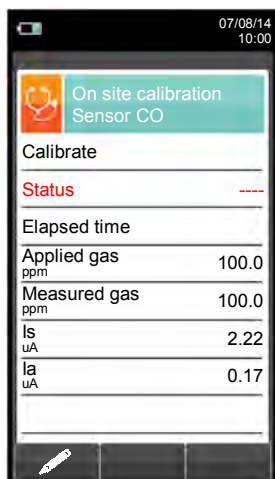 07/08/14
10:00
On site calibration
Sensor CO
Calibrate
Status ----
Elapsed time
Applied gas 100.0
ppm
Measured gas 100.0
ppm
Is 2.22
uA
Ia 0.17
uA